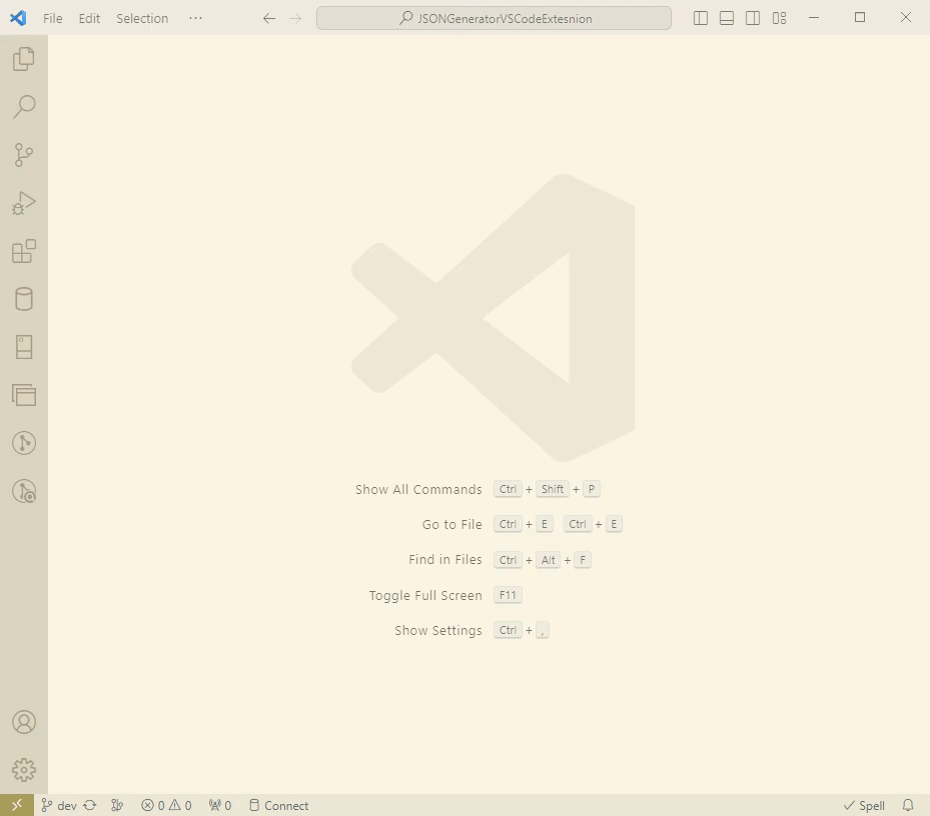 File Edit Selection ··· JSONGeneratorVSCodeExtesnion
Show All Commands Ctrl + Shift + P
Go to File Ctrl + E Ctrl + E
Find in Files Ctrl + Alt + F
Toggle Full Screen F11
Show Settings Ctrl + ,
dev 0 0 0 Connect Spell